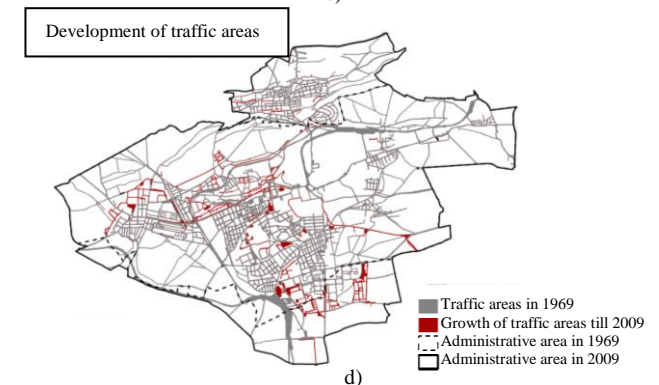 Development of traffic areas
Traffic areas in 1969
Growth of traffic areas till 2009
Administrative area in 1969
Administrative area in 2009
d)